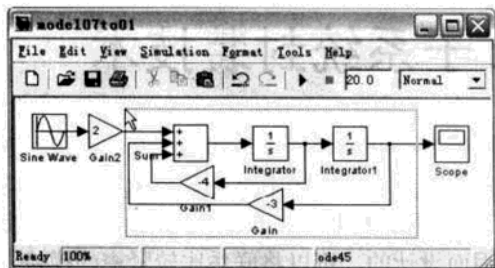 model07to01
File Edit View Simulation Format Tools Help
20.0 Normal
2
+
+
+
1
s
1
s
Sine Wave Gain2 Sum Integrator Integrator1 Scope
-4
Gain1
-3
Gain
Ready 100% ode45